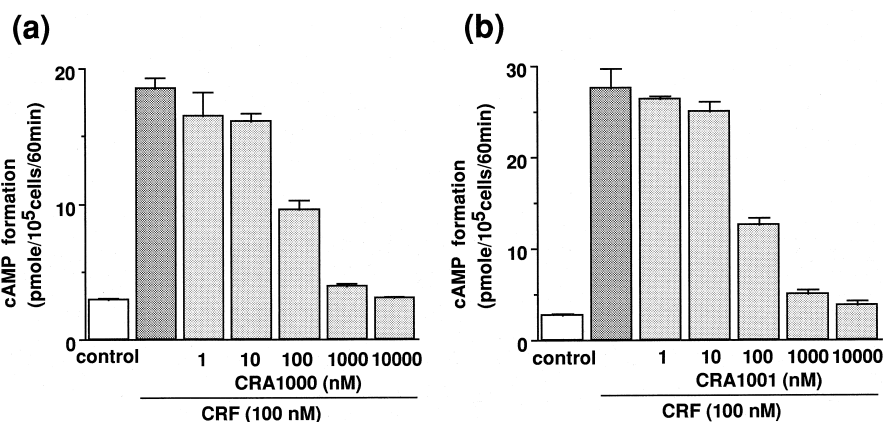 (a)
cAMP formation
(pmole/10⁵cells/60min)
20
10
0
control
1 10 100 1000 10000
CRA1000 (nM)
CRF (100 nM)
(b)
cAMP formation
(pmole/10⁵cells/60min)
30
20
10
0
control
1 10 100 1000 10000
CRA1001 (nM)
CRF (100 nM)